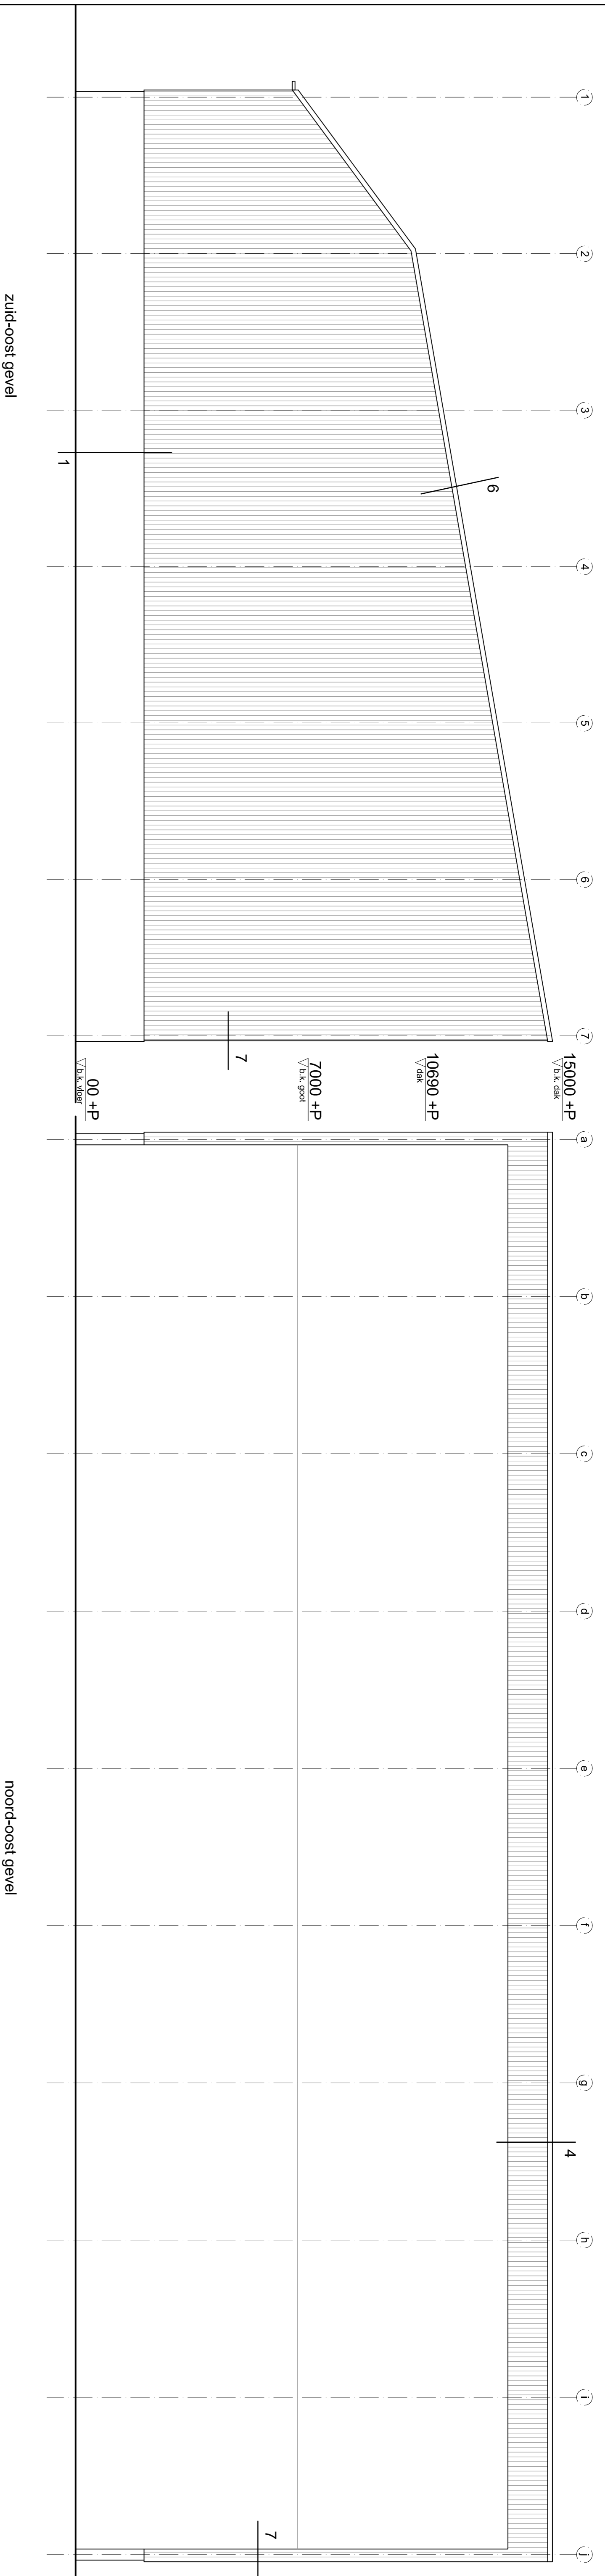 1
2
3
4
5
6
7
6
1
7
15000 +P
b.k. dak
10690 +P
dak
7000 +P
b.k. goot
00 +P
b.k. vloer
zuid-oost gevel
a
b
c
d
e
f
g
h
i
j
4
7
noord-oost gevel